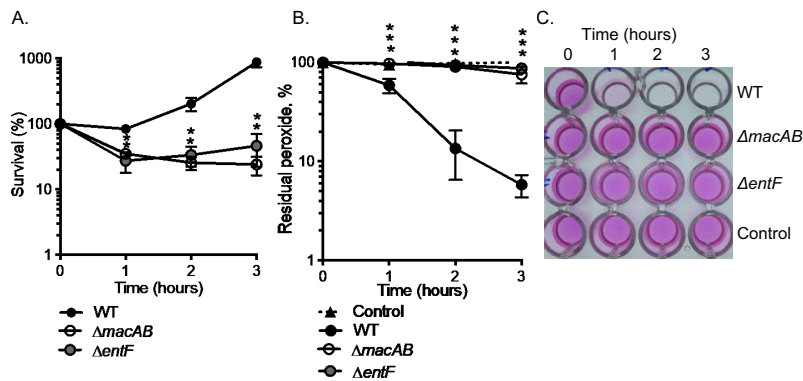 A.
Survival (%)
1000
100
10
1
**
**
**
0 1 2 3
Time (hours)
WT
ΔmacAB
ΔentF
B.
Residual peroxide, %
100
10
1
***
***
***
0 1 2 3
Time (hours)
Control
WT
ΔmacAB
ΔentF
C.
Time (hours)
0 1 2 3
WT
ΔmacAB
ΔentF
Control